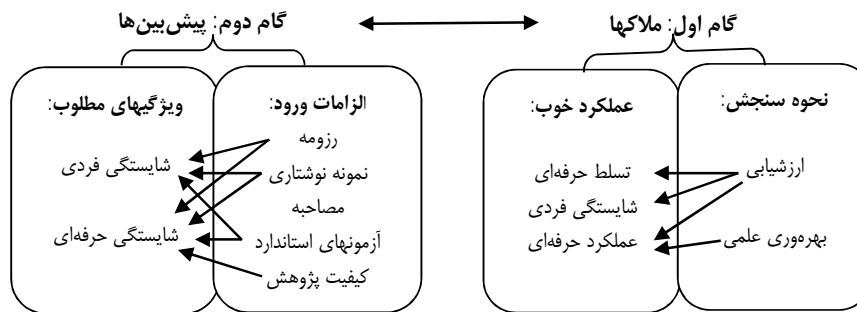 گام اول: ملاکها
گام دوم: پیش‌بین‌ها
نحوه سنجش:
ارزشیابی
بهره‌وری علمی
عملکرد خوب:
تسلط حرفه‌ای
شایستگی فردی
عملکرد حرفه‌ای
الزامات ورود:
رزومه
نمونه نوشتاری
مصاحبه
آزمونهای استاندارد
کیفیت پژوهش
ویژگیهای مطلوب:
شایستگی فردی
شایستگی حرفه‌ای